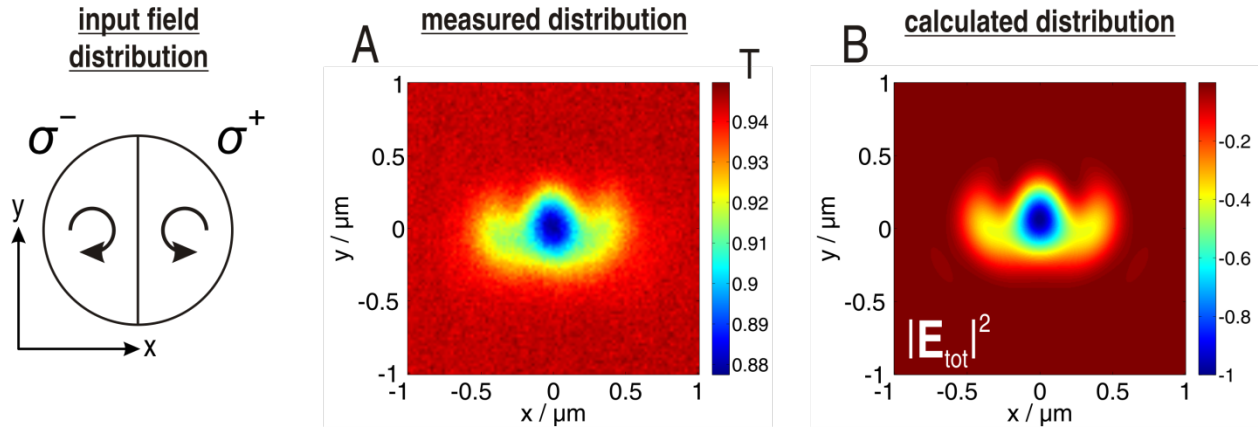 input field
distribution
σ⁻
σ⁺
y
x
measured distribution
A
T
1
0.5
0
-0.5
-1
-1
-0.5
0
0.5
1
y / µm
x / µm
0.94
0.93
0.92
0.91
0.9
0.89
0.88
calculated distribution
B
1
0.5
0
-0.5
-1
-1
-0.5
0
0.5
1
y / µm
x / µm
|E_tot|²
-0.2
-0.4
-0.6
-0.8
-1